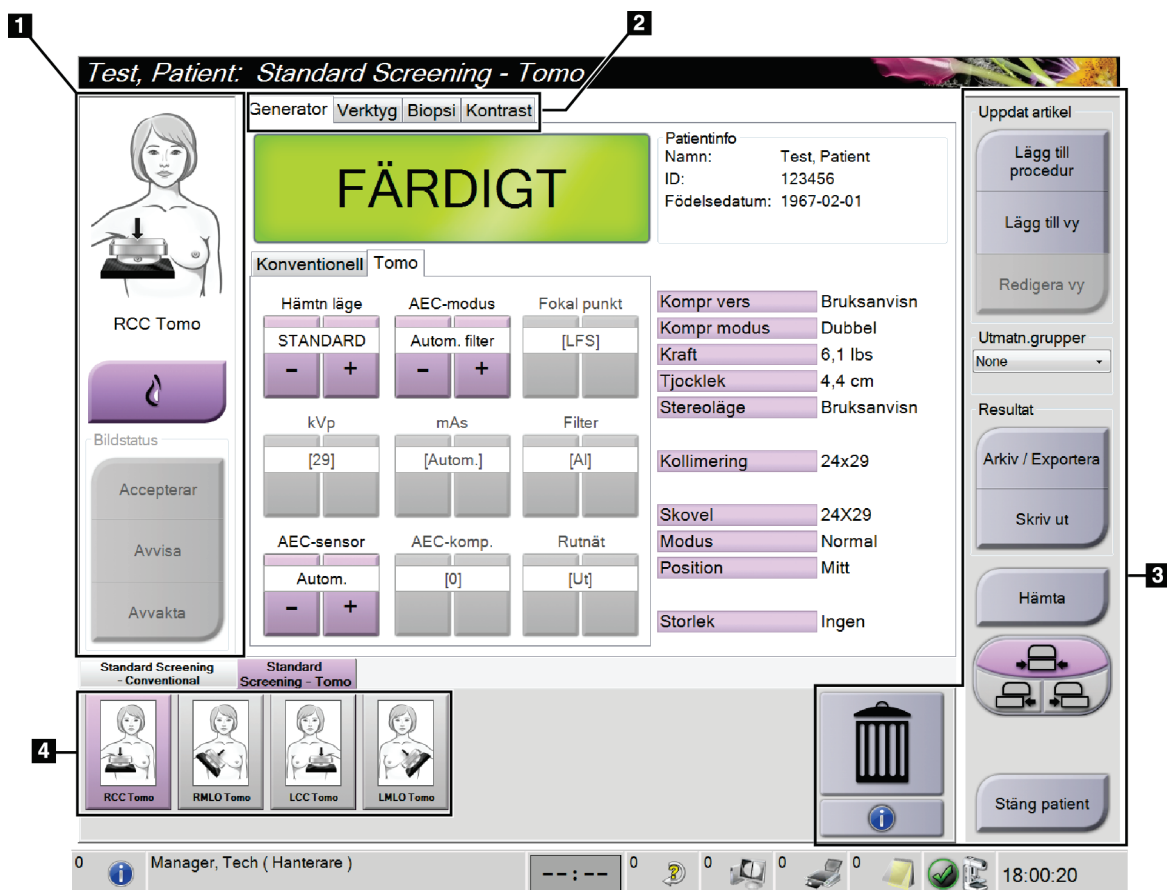 1
2
Test, Patient: Standard Screening - Tomo
Generator Verktyg Biopsi Kontrast
FÄRDIGT
Patientinfo
Namn: Test, Patient
ID: 123456
Födelsedatum: 1967-02-01
RCC Tomo
Bildstatus
Accepterar
Avvisa
Avvakta
Konventionell Tomo
Hämtn läge AEC-modus Fokal punkt
STANDARD Autom. filter [LFS]
- + - +
kVp mAs Filter
[29] [Autom.] [Al]
AEC-sensor AEC-komp. Rutnät
Autom. [0] [Ut]
- +
Kompr vers Bruksanvisn
Kompr modus Dubbel
Kraft 6,1 lbs
Tjocklek 4,4 cm
Stereoläge Bruksanvisn
Kollimering 24x29
Skovel 24X29
Modus Normal
Position Mitt
Storlek Ingen
Uppdat artikel
Lägg till
procedur
Lägg till vy
Redigera vy
Utmatn.grupper
None
Resultat
Arkiv / Exportera
Skriv ut
3
Hämta
Stäng patient
Standard Screening
- Conventional
Standard
Screening - Tomo
4
RCC Tomo RMLO Tomo LCC Tomo LMLO Tomo
0 Manager, Tech ( Hanterare ) --:-- 0 0 0 0 18:00:20